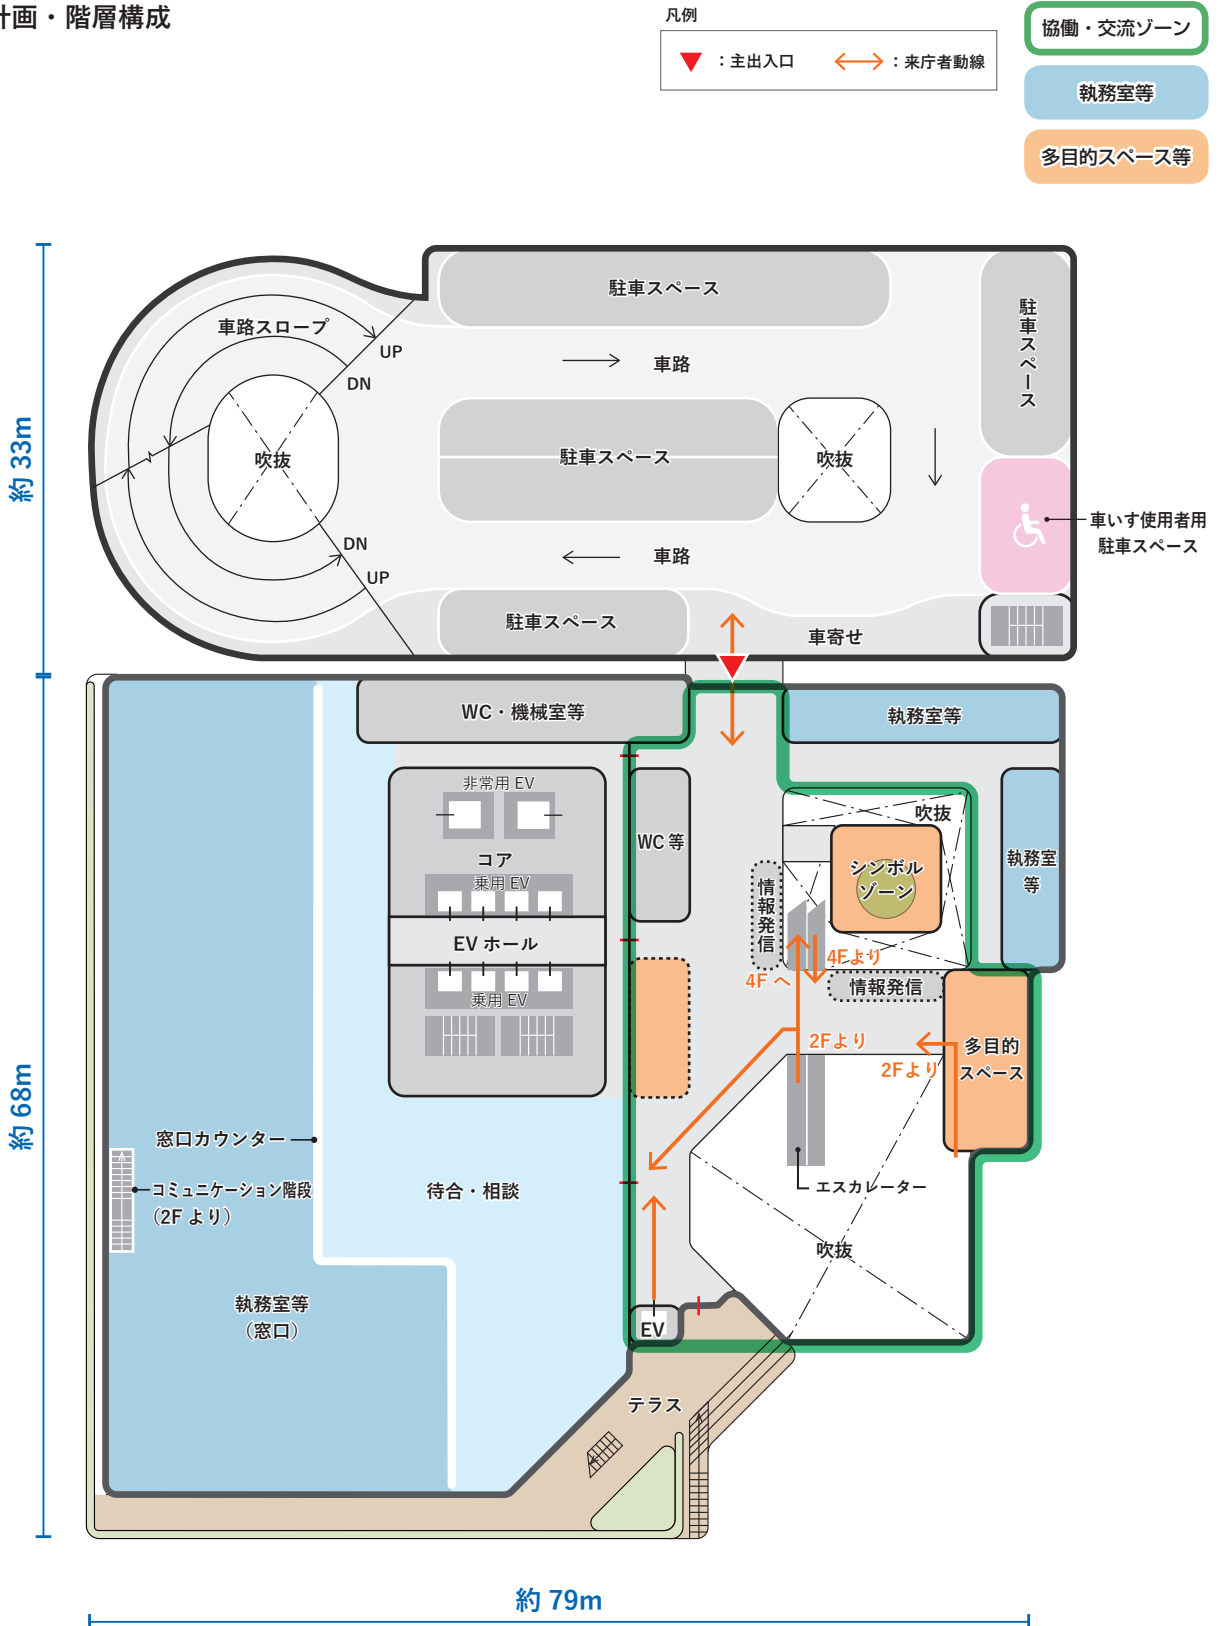 計画・階層構成
凡例
：主出入口
：来庁者動線
協働・交流ゾーン
執務室等
多目的スペース等
駐車スペース
駐車スペース
車路スロープ
UP
DN
車路
吹抜
駐車スペース
吹抜
約 33m
車いす使用者用
駐車スペース
DN
UP
車路
駐車スペース
車寄せ
WC・機械室等
執務室等
非常用 EV
吹抜
WC 等
コア
シンボル
ゾーン
執務室
等
乗用 EV
情報発信
EV ホール
4Fより
4F へ
情報発信
乗用 EV
2Fより
多目的
スペース
2Fより
約 68m
窓口カウンター
コミュニケーション階段
（2F より）
待合・相談
エスカレーター
吹抜
執務室等
（窓口）
EV
テラス
約 79m